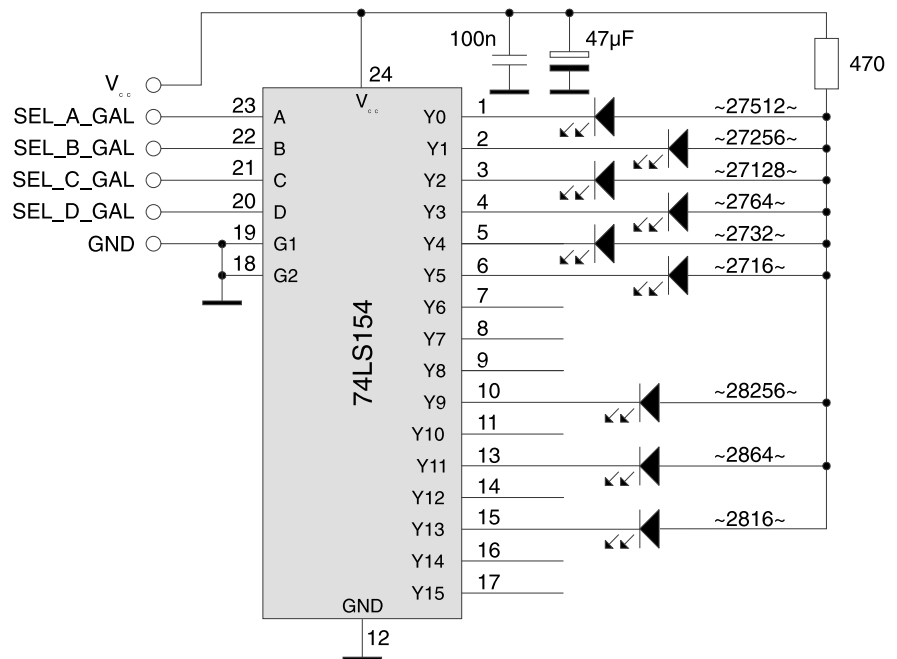 100n
47µF
470
24
Vcc
Vcc
23
A
Y0
1
~27512~
SEL_A_GAL
22
B
Y1
2
~27256~
SEL_B_GAL
21
C
Y2
3
~27128~
SEL_C_GAL
20
D
Y3
4
~2764~
SEL_D_GAL
19
G1
Y4
5
~2732~
GND
18
G2
Y5
6
~2716~
Y6
7
74LS154
Y7
8
Y8
9
Y9
10
~28256~
Y10
11
Y11
13
~2864~
Y12
14
Y13
15
~2816~
Y14
16
Y15
17
GND
12